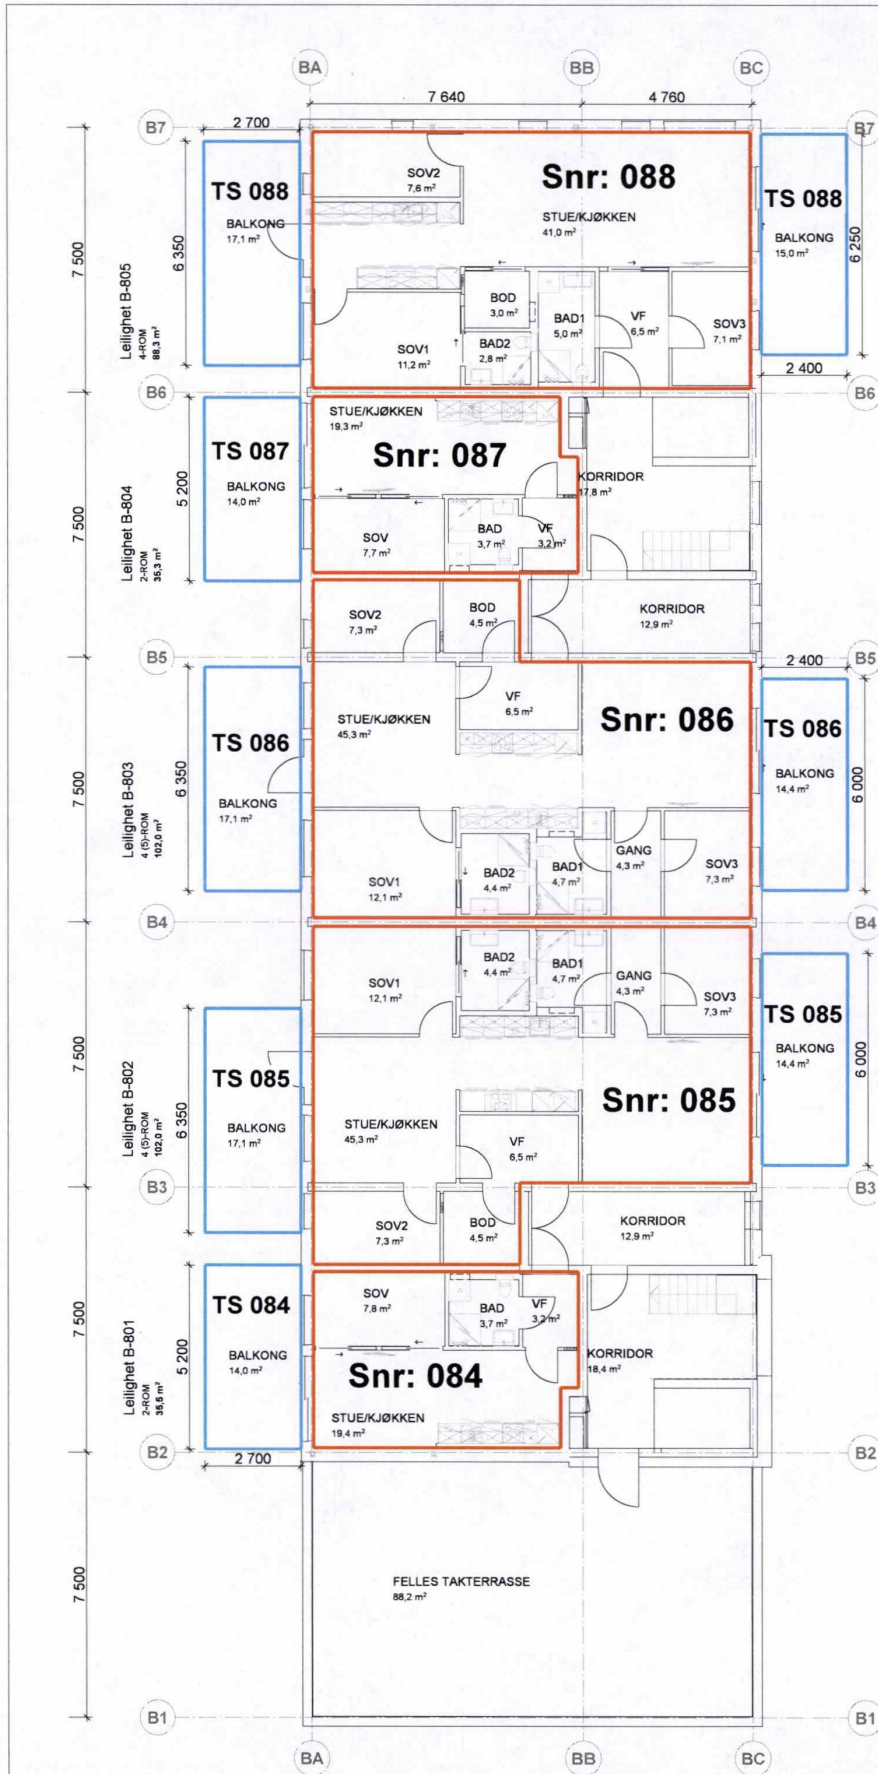 BA
BB
BC
7 640
4 760
B7
2 700
B7
TS 088
BALKONG
17,1 m²
6 350
SOV2
7,6 m²
Snr: 088
STUE/KJØKKEN
41,0 m²
TS 088
BALKONG
15,0 m²
6 250
7 500
Leilighet B-805
4-ROM
88,3 m²
BOD
3,0 m²
BAD1
5,0 m²
VF
6,5 m²
SOV3
7,1 m²
SOV1
11,2 m²
BAD2
2,8 m²
2 400
B6
B6
TS 087
BALKONG
14,0 m²
5 200
STUE/KJØKKEN
19,3 m²
Snr: 087
KORRIDOR
17,8 m²
7 500
Leilighet B-804
2-ROM
35,3 m²
SOV
7,7 m²
BAD
3,7 m²
VF
3,2 m²
SOV2
7,3 m²
BOD
4,5 m²
KORRIDOR
12,9 m²
B5
2 400
B5
TS 086
BALKONG
17,1 m²
6 350
STUE/KJØKKEN
45,3 m²
VF
6,5 m²
Snr: 086
TS 086
BALKONG
14,4 m²
6 000
7 500
Leilighet B-803
4 (5)-ROM
102,0 m²
SOV1
12,1 m²
BAD2
4,4 m²
BAD1
4,7 m²
GANG
4,3 m²
SOV3
7,3 m²
B4
B4
SOV1
12,1 m²
BAD2
4,4 m²
BAD1
4,7 m²
GANG
4,3 m²
SOV3
7,3 m²
TS 085
BALKONG
14,4 m²
6 000
7 500
Leilighet B-802
4 (5)-ROM
102,0 m²
6 350
TS 085
BALKONG
17,1 m²
STUE/KJØKKEN
45,3 m²
VF
6,5 m²
Snr: 085
B3
B3
SOV2
7,3 m²
BOD
4,5 m²
KORRIDOR
12,9 m²
7 500
Leilighet B-801
2-ROM
35,5 m²
5 200
TS 084
BALKONG
14,0 m²
SOV
7,8 m²
BAD
3,7 m²
VF
3,2 m²
KORRIDOR
18,4 m²
Snr: 084
STUE/KJØKKEN
19,4 m²
B2
2 700
B2
7 500
FELLES TAKTERRASSE
88,2 m²
B1
B1
BA
BB
BC